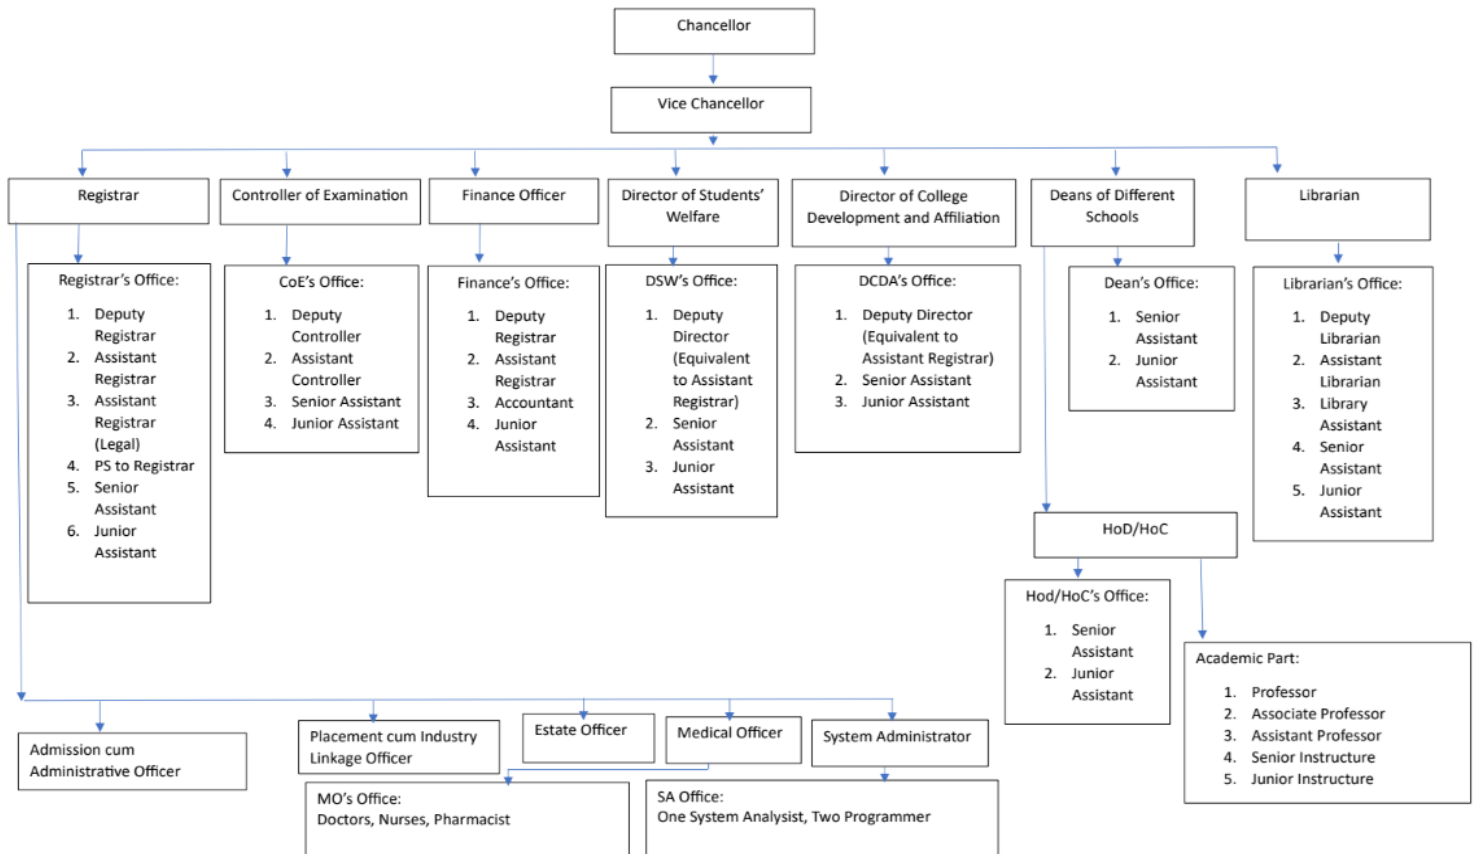 Chancellor
Vice Chancellor
Registrar
Controller of Examination
Finance Officer
Director of Students'
Welfare
Director of College
Development and Affiliation
Deans of Different
Schools
Librarian
Registrar's Office:
1. Deputy
Registrar
2. Assistant
Registrar
3. Assistant
Registrar
(Legal)
4. PS to Registrar
5. Senior
Assistant
6. Junior
Assistant
CoE's Office:
1. Deputy
Controller
2. Assistant
Controller
3. Senior Assistant
4. Junior Assistant
Finance's Office:
1. Deputy
Registrar
2. Assistant
Registrar
3. Accountant
4. Junior
Assistant
DSW's Office:
1. Deputy
Director
(Equivalent
to Assistant
Registrar)
2. Senior
Assistant
3. Junior
Assistant
DCDA's Office:
1. Deputy Director
(Equivalent to
Assistant Registrar)
2. Senior Assistant
3. Junior Assistant
Dean's Office:
1. Senior
Assistant
2. Junior
Assistant
Librarian's Office:
1. Deputy
Librarian
2. Assistant
Librarian
3. Library
Assistant
4. Senior
Assistant
5. Junior
Assistant
HoD/HoC
Hod/HoC's Office:
1. Senior
Assistant
2. Junior
Assistant
Academic Part:
1. Professor
2. Associate Professor
3. Assistant Professor
4. Senior Instructure
5. Junior Instructure
Admission cum
Administrative Officer
Placement cum Industry
Linkage Officer
Estate Officer
Medical Officer
System Administrator
MO's Office:
Doctors, Nurses, Pharmacist
SA Office:
One System Analysist, Two Programmer